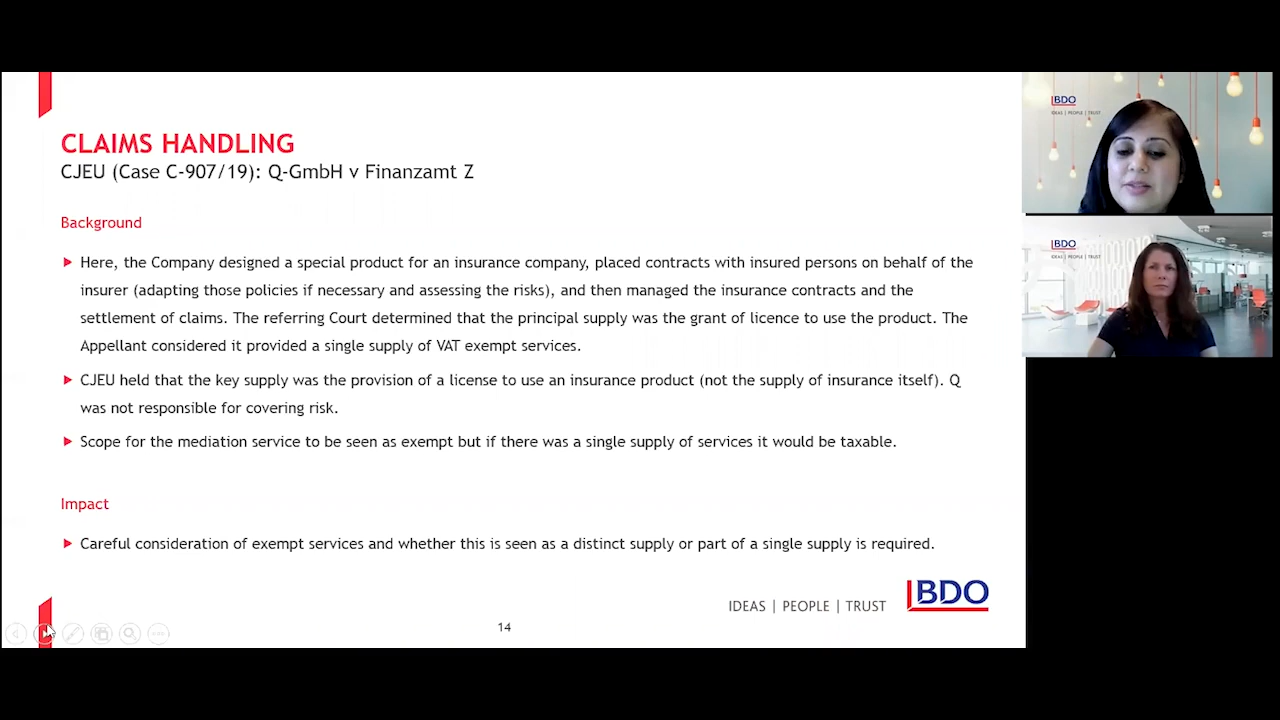 CLAIMS HANDLING
CJEU (Case C-907/19): Q-GmbH v Finanzamt Z
Background
Here, the Company designed a special product for an insurance company, placed contracts with insured persons on behalf of the
insurer (adapting those policies if necessary and assessing the risks), and then managed the insurance contracts and the
settlement of claims. The referring Court determined that the principal supply was the grant of licence to use the product. The
Appellant considered it provided a single supply of VAT exempt services.
CJEU held that the key supply was the provision of a license to use an insurance product (not the supply of insurance itself). Q
was not responsible for covering risk.
Scope for the mediation service to be seen as exempt but if there was a single supply of services it would be taxable.
Impact
Careful consideration of exempt services and whether this is seen as a distinct supply or part of a single supply is required.
IDEAS | PEOPLE | TRUST
BDO
14
BDO
IDEAS | PEOPLE | TRUST
BDO
IDEAS | PEOPLE | TRUST